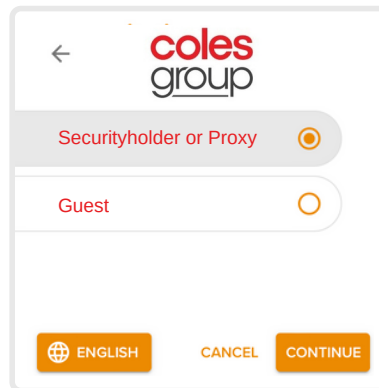 coles
group
Securityholder or Proxy
Guest
ENGLISH CANCEL CONTINUE